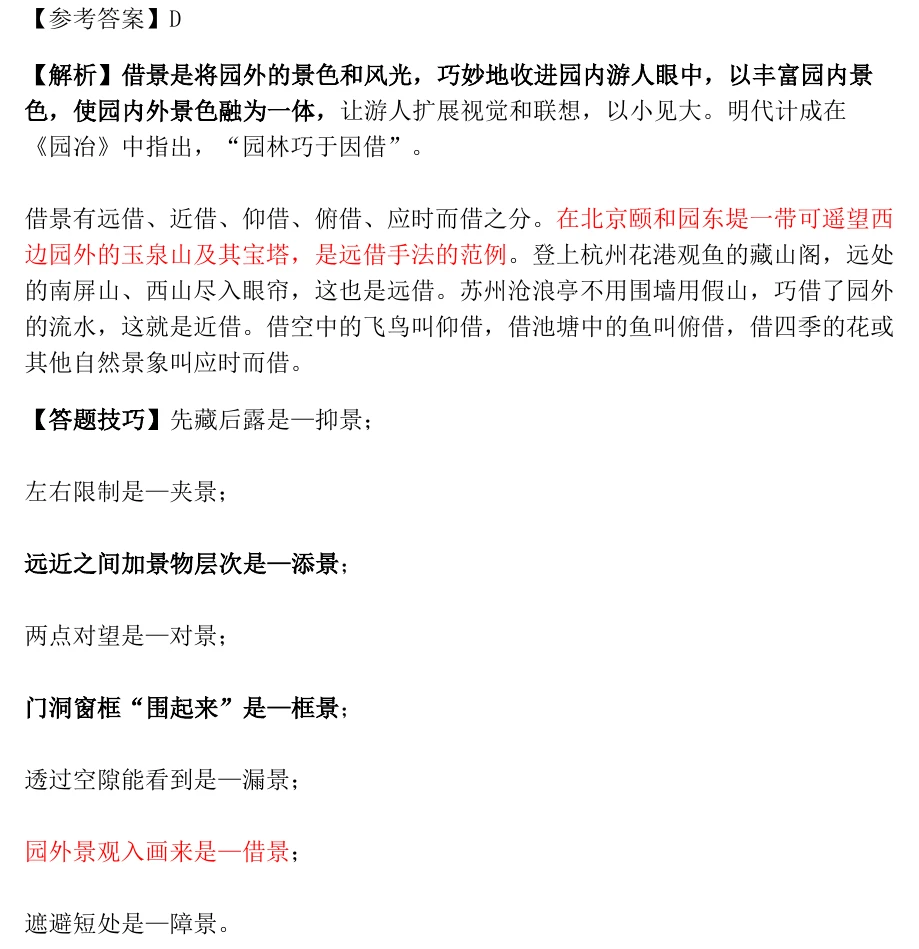 【参考答案】D
【解析】借景是将园外的景色和风光，巧妙地收进园内游人眼中，以丰富园内景
色，使园内外景色融为一体，让游人扩展视觉和联想，以小见大。明代计成在
《园冶》中指出，“园林巧于因借”。
借景有远借、近借、仰借、俯借、应时而借之分。在北京颐和园东堤一带可遥望西
边园外的玉泉山及其宝塔，是远借手法的范例。登上杭州花港观鱼的藏山阁，远处
的南屏山、西山尽入眼帘，这也是远借。苏州沧浪亭不用围墙用假山，巧借了园外
的流水，这就是近借。借空中的飞鸟叫仰借，借池塘中的鱼叫俯借，借四季的花或
其他自然景象叫应时而借。
【答题技巧】先藏后露是—抑景；
左右限制是—夹景；
远近之间加景物层次是—添景；
两点对望是—对景；
门洞窗框“围起来”是—框景；
透过空隙能看到是—漏景；
园外景观入画来是—借景；
遮避短处是—障景。